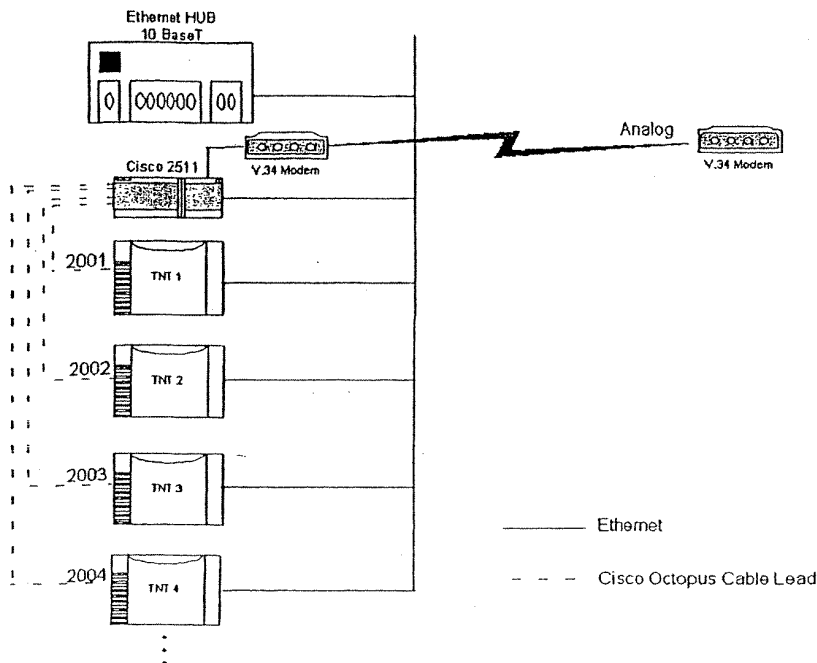 Ethernet HUB
10 BaseT
Analog
V.34 Modem
V.34 Modem
Cisco 2511
2001
TNT 1
2002
TNT 2
2003
TNT 3
Ethernet
2004
TNT 4
Cisco Octopus Cable Lead